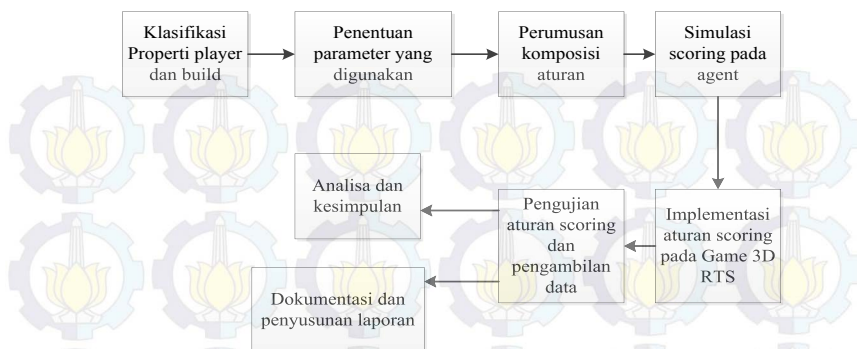 Klasifikasi
Properti player
dan build
Penentuan
parameter yang
digunakan
Perumusan
komposisi
aturan
Simulasi
scoring pada
agent
Implementasi
aturan scoring
pada Game 3D
RTS
Pengujian
aturan scoring
dan
pengambilan
data
Analisa dan
kesimpulan
Dokumentasi dan
penyusunan laporan